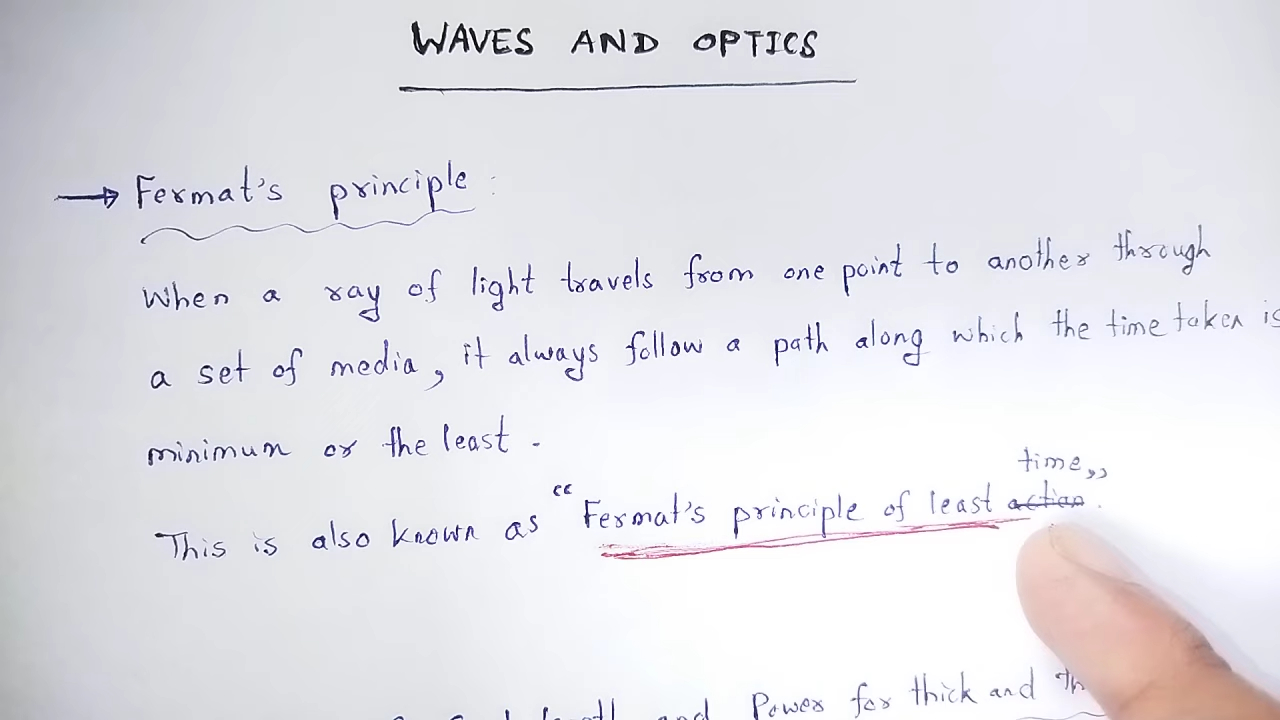 WAVES AND OPTICS
→ Fermat's principle :
When a ray of light travels from one point to another through
a set of media, it always follow a path along which the time taken is
minimum or the least.
time"
This is also known as "Fermat's principle of least action.
and Power for thick and